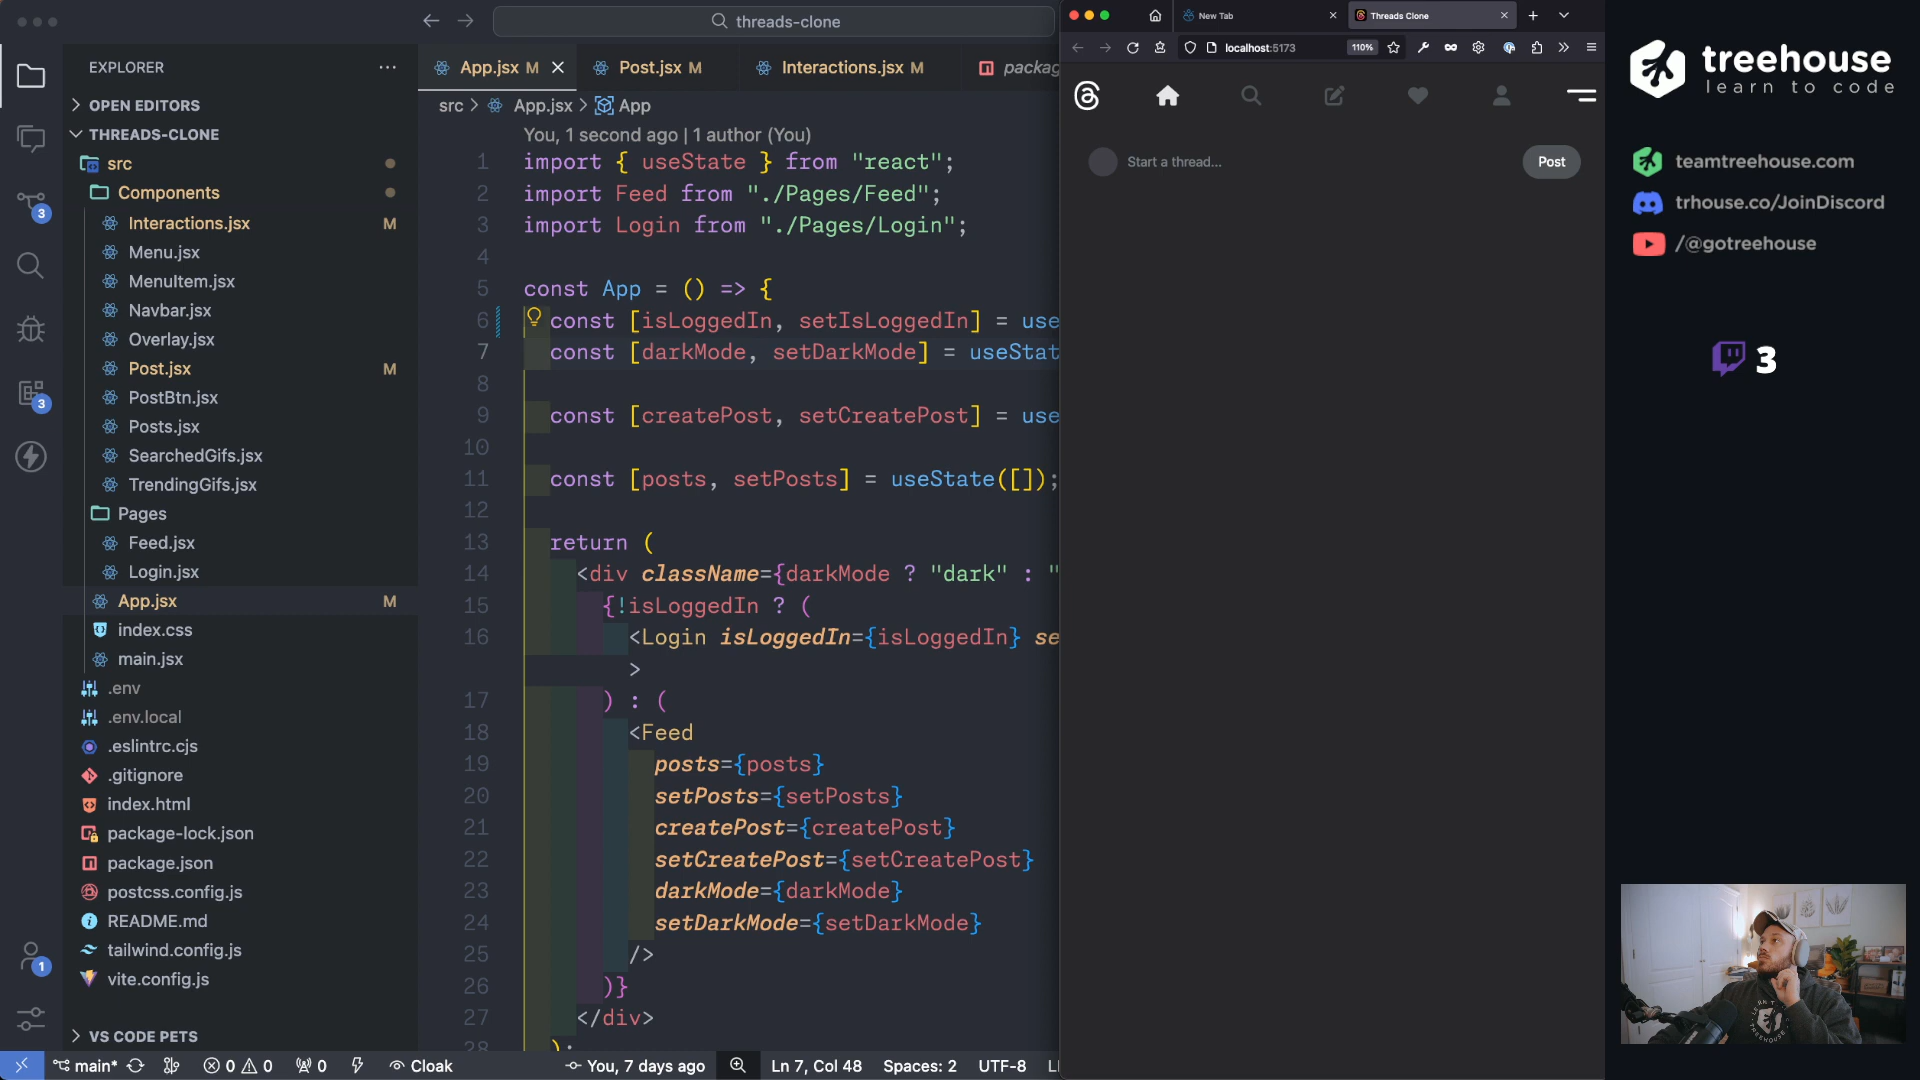 threads-clone
EXPLORER
OPEN EDITORS
THREADS-CLONE
src
Components
Interactions.jsx M
Menu.jsx
MenuItem.jsx
Navbar.jsx
Overlay.jsx
Post.jsx M
PostBtn.jsx
Posts.jsx
SearchedGifs.jsx
TrendingGifs.jsx
Pages
Feed.jsx
Login.jsx
App.jsx M
index.css
main.jsx
.env
.env.local
.eslintrc.cjs
.gitignore
index.html
package-lock.json
package.json
postcss.config.js
README.md
tailwind.config.js
vite.config.js
VS CODE PETS
3
3
1
App.jsx M Post.jsx M Interactions.jsx M packag
src > App.jsx > App
You, 1 second ago | 1 author (You)
1 import { useState } from "react";
2 import Feed from "./Pages/Feed";
3 import Login from "./Pages/Login";
4
5 const App = () => {
6 const [isLoggedIn, setIsLoggedIn] = use
7 const [darkMode, setDarkMode] = useStat
8
9 const [createPost, setCreatePost] = use
10
11 const [posts, setPosts] = useState([]);
12
13 return (
14 <div className={darkMode ? "dark" : "
15 {!isLoggedIn ? (
16 <Login isLoggedIn={isLoggedIn} se
>
17 ) : (
18 <Feed
19 posts={posts}
20 setPosts={setPosts}
21 createPost={createPost}
22 setCreatePost={setCreatePost}
23 darkMode={darkMode}
24 setDarkMode={setDarkMode}
25 />
26 )}
27 </div>
28 );
main* 0 0 0 Cloak You, 7 days ago Ln 7, Col 48 Spaces: 2 UTF-8 L
New Tab Threads Clone
localhost:5173 110%
Start a thread... Post
treehouse
learn to code
teamtreehouse.com
trhouse.co/JoinDiscord
/@gotreehouse
3